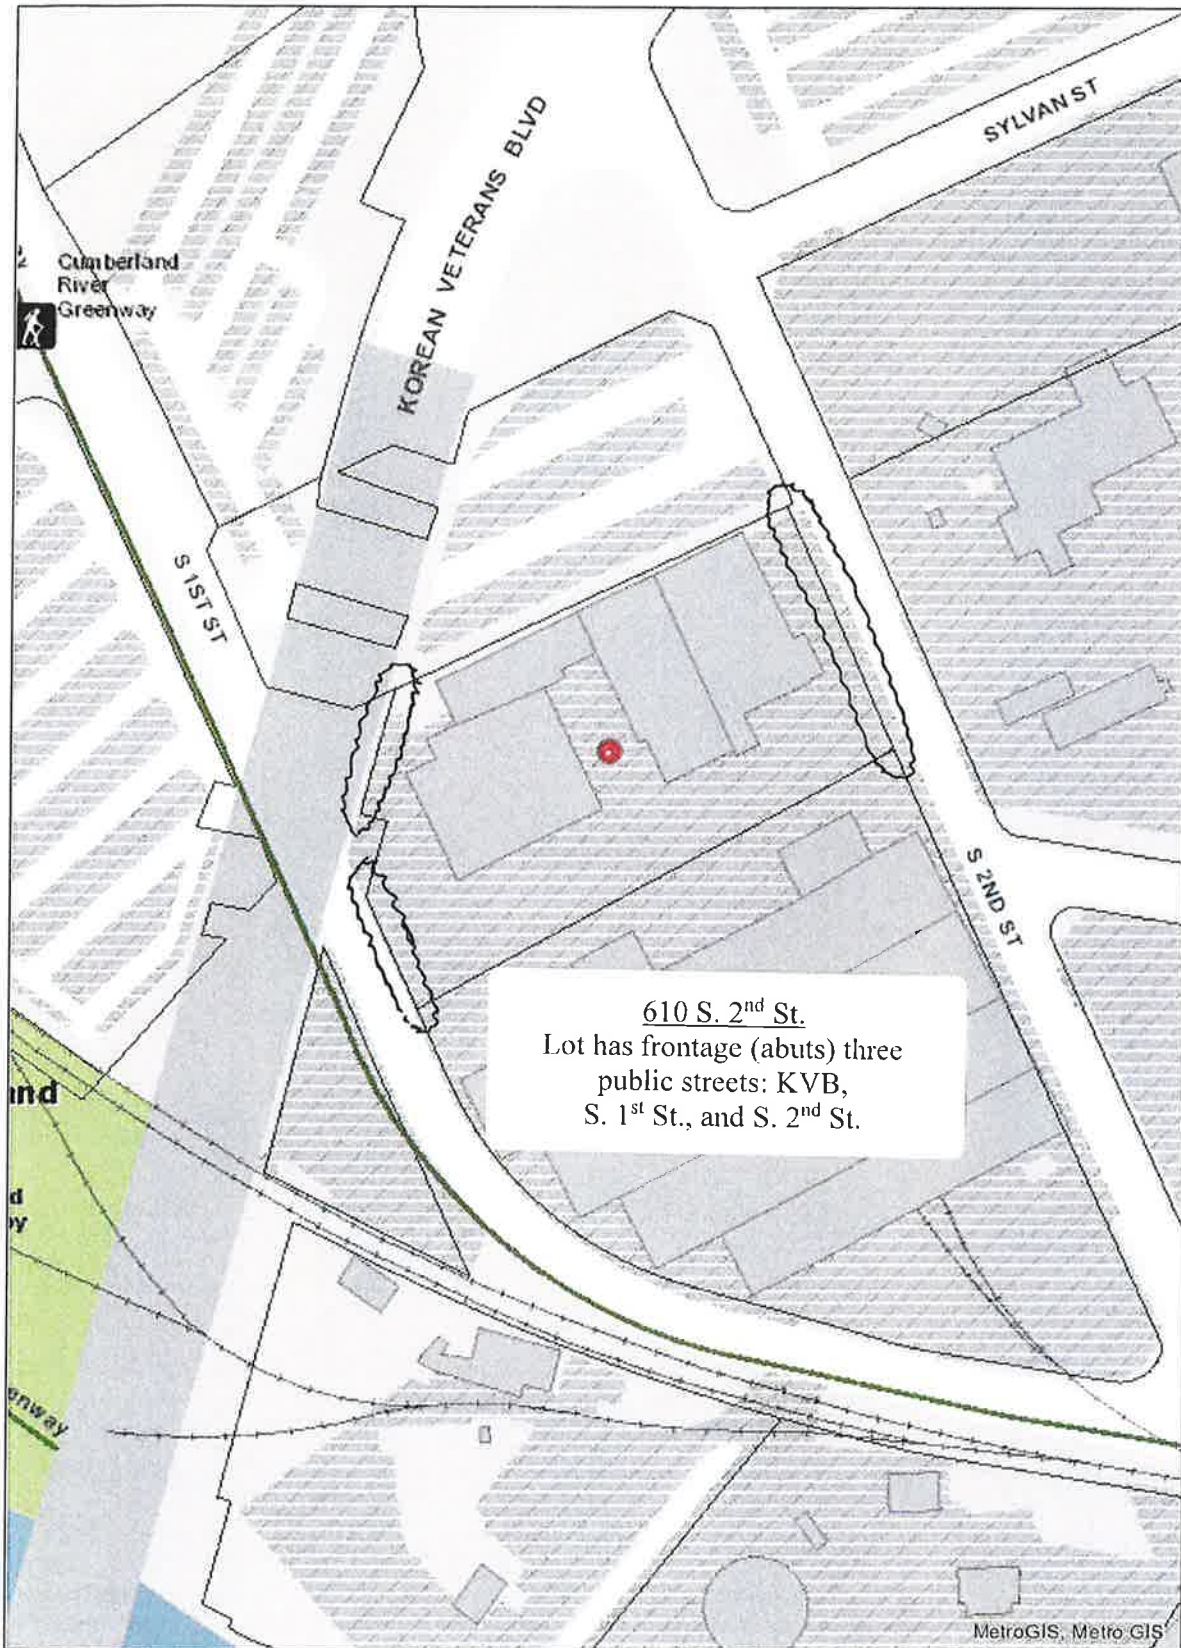 KOREAN VETERANS BLVD
SYLVAN ST
Cumberland
River
Greenway
S 1ST ST
S 2ND ST
610 S. 2nd St.
Lot has frontage (abuts) three
public streets: KVB,
S. 1st St., and S. 2nd St.
MetroGIS, Metro GIS